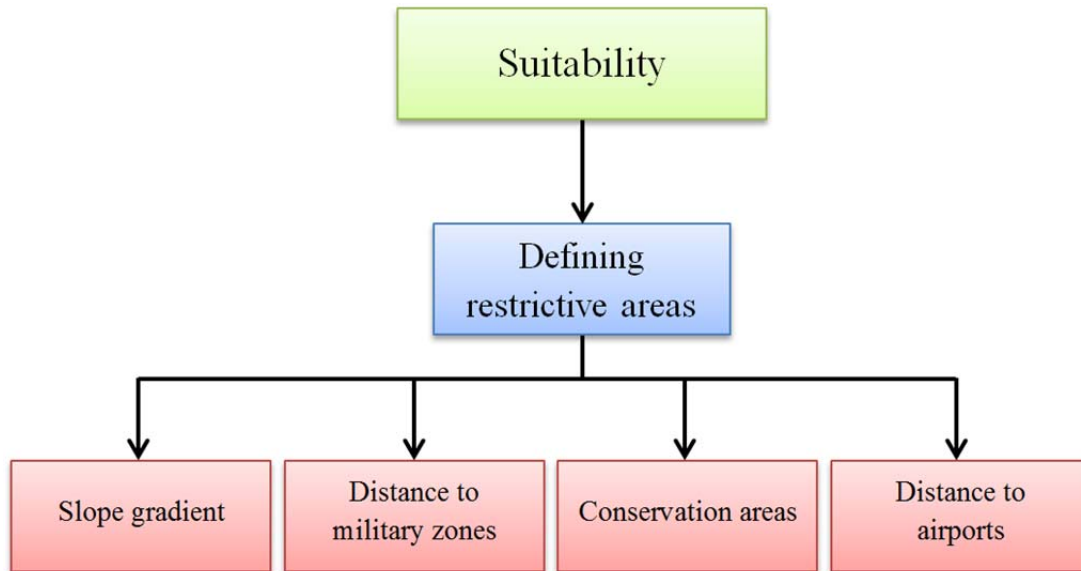 Suitability
Defining
restrictive areas
Slope gradient
Distance to
military zones
Conservation areas
Distance to
airports